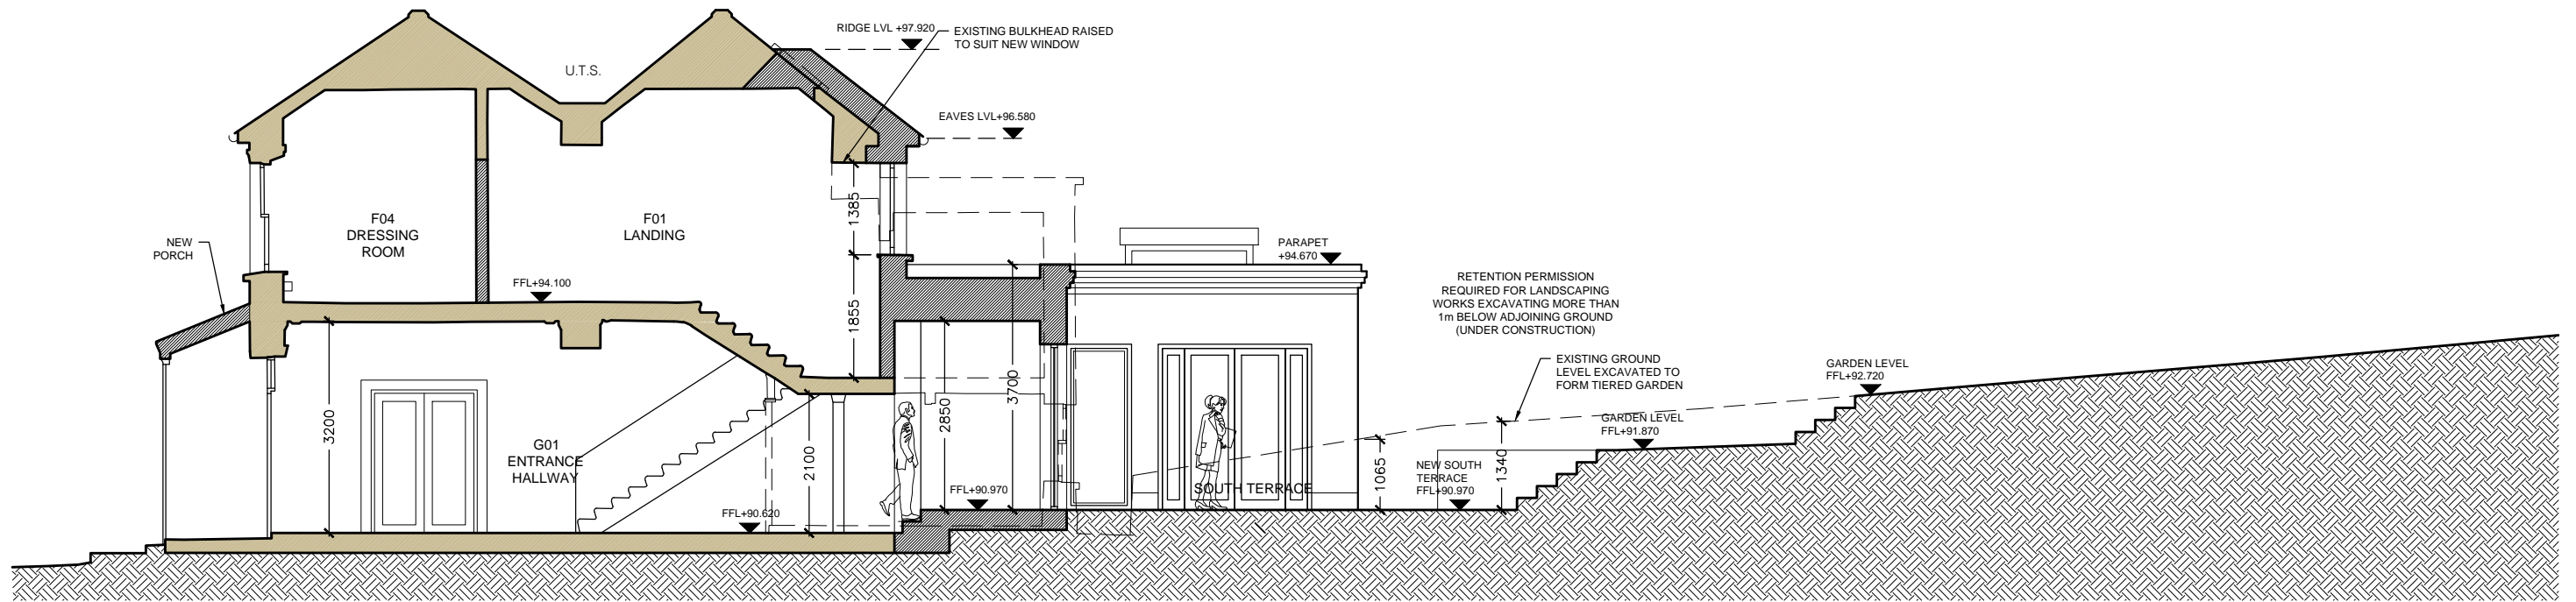 RIDGE LVL +97.920
EXISTING BULKHEAD RAISED
TO SUIT NEW WINDOW
U.T.S.
EAVES LVL+96.580
1385
F04
DRESSING
ROOM
F01
LANDING
NEW
PORCH
PARAPET
+94.670
FFL+94.100
RETENTION PERMISSION
REQUIRED FOR LANDSCAPING
WORKS EXCAVATING MORE THAN
1m BELOW ADJOINING GROUND
(UNDER CONSTRUCTION)
1855
EXISTING GROUND
LEVEL EXCAVATED TO
FORM TIERED GARDEN
GARDEN LEVEL
FFL+92.720
3700
2850
3200
GARDEN LEVEL
FFL+91.870
G01
ENTRANCE
HALLWAY
2100
1065
1340
NEW SOUTH
TERRACE
FFL+90.970
FFL+90.970
SOUTH TERRACE
FFL+90.620